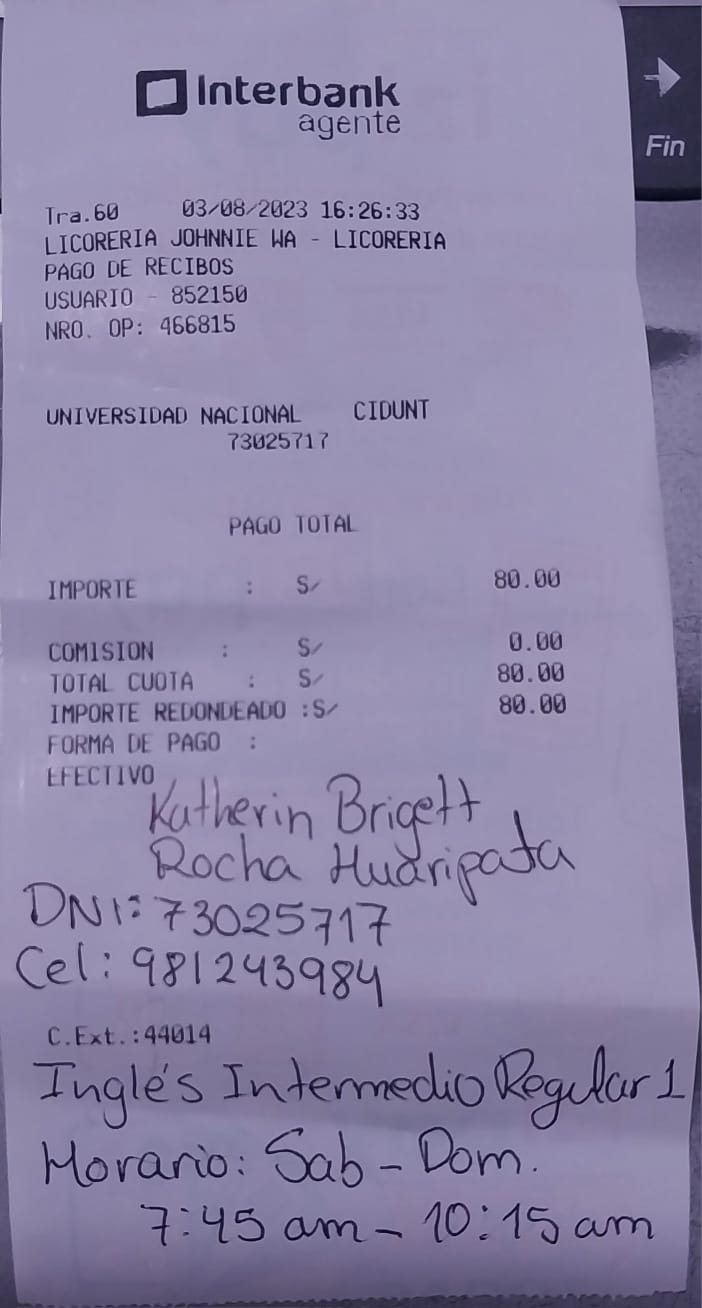 Interbank
agente
Fin
Tra.60 03/08/2023 16:26:33
LICORERIA JOHNNIE WA - LICORERIA
PAGO DE RECIBOS
USUARIO - 852150
NRO. OP: 466815
UNIVERSIDAD NACIONAL CIDUNT
73025717
PAGO TOTAL
IMPORTE : S/ 80.00
COMISION : S/ 0.00
TOTAL CUOTA : S/ 80.00
IMPORTE REDONDEADO :S/ 80.00
FORMA DE PAGO :
EFECTIVO
Katherin Brigett
Rocha Huaripata
DNI: 73025717
Cel: 981243984
C.Ext.:44014
Inglés Intermedio Regular 1
Horario: Sab - Dom.
7:45 am - 10:15 am